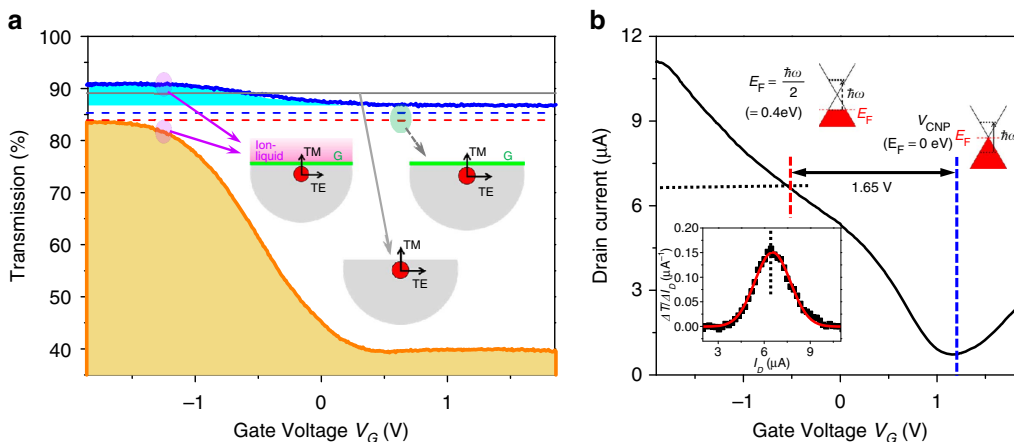 a
100
90
80
70
60
50
40
Transmission (%)
−1
0
1
Gate Voltage V_G (V)
Ion-
liquid
TM
G
TE
TM
G
TE
TM
TE
b
12
9
6
3
0
Drain current (μA)
−1
0
1
Gate Voltage V_G (V)
E_F = ħω/2
(= 0.4eV)
ħω
E_F
V_CNP
(E_F = 0 eV)
E_F
ħω
1.65 V
0.20
0.15
0.10
0.05
0.00
ΔT/ΔI_D (μA⁻¹)
3
6
9
I_D (μA)